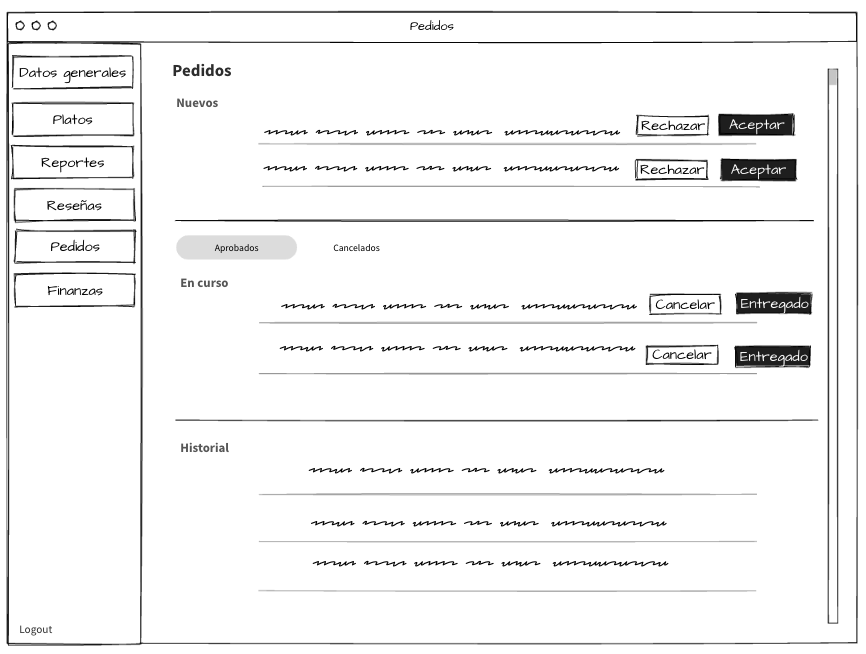 Pedidos
Datos generales
Platos
Reportes
Reseñas
Pedidos
Finanzas
Logout
Pedidos
Nuevos
Rechazar Aceptar
Rechazar Aceptar
Aprobados Cancelados
En curso
Cancelar Entregado
Cancelar Entregado
Historial